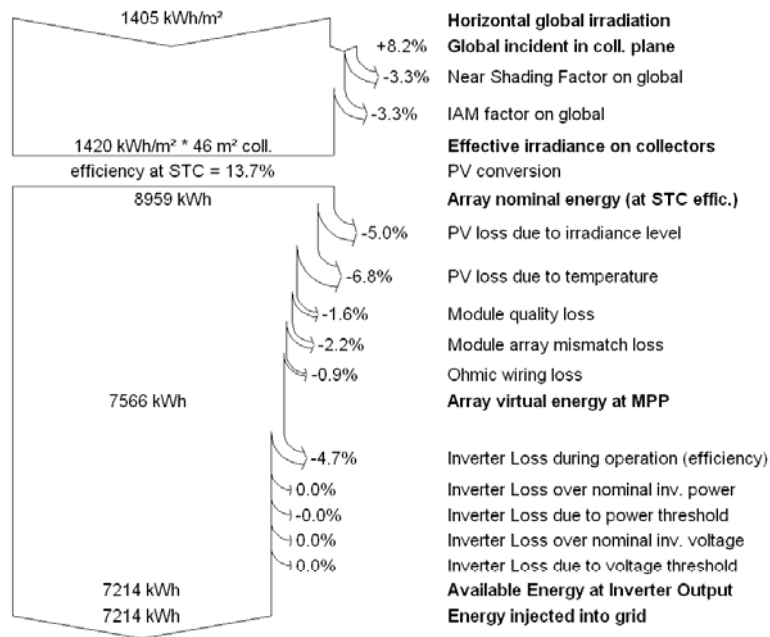 1405 kWh/m² Horizontal global irradiation
+8.2% Global incident in coll. plane
-3.3% Near Shading Factor on global
-3.3% IAM factor on global
1420 kWh/m² * 46 m² coll. Effective irradiance on collectors
efficiency at STC = 13.7% PV conversion
8959 kWh Array nominal energy (at STC effic.)
-5.0% PV loss due to irradiance level
-6.8% PV loss due to temperature
-1.6% Module quality loss
-2.2% Module array mismatch loss
-0.9% Ohmic wiring loss
7566 kWh Array virtual energy at MPP
-4.7% Inverter Loss during operation (efficiency)
0.0% Inverter Loss over nominal inv. power
-0.0% Inverter Loss due to power threshold
0.0% Inverter Loss over nominal inv. voltage
0.0% Inverter Loss due to voltage threshold
7214 kWh Available Energy at Inverter Output
7214 kWh Energy injected into grid